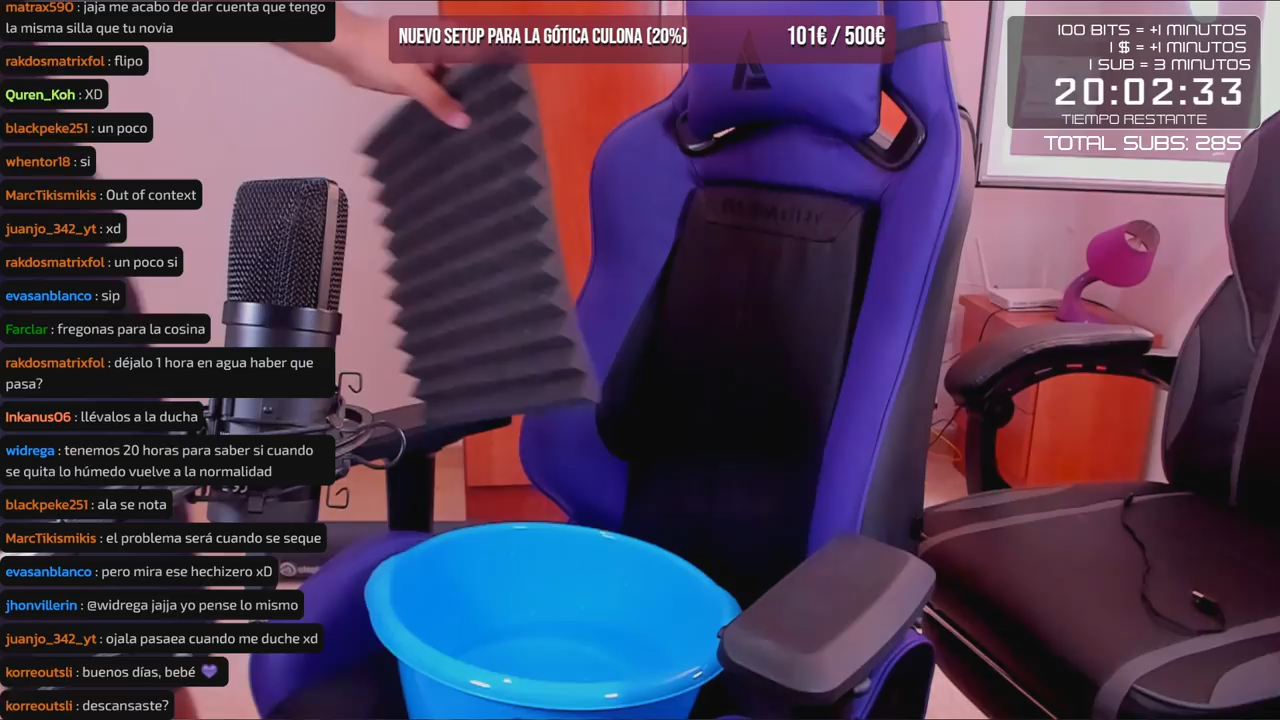 matrax590 : jaja me acabo de dar cuenta que tengo
la misma silla que tu novia
rakdosmatrixfol : flipo
Quren_Koh : XD
blackpeke251 : un poco
whentor18 : si
MarcTikismikis : Out of context
juanjo_342_yt : xd
rakdosmatrixfol : un poco si
evasanblanco : sip
Farclar : fregonas para la cosina
rakdosmatrixfol : déjalo 1 hora en agua haber que
pasa?
Inkanus06 : llévalos a la ducha
widrega : tenemos 20 horas para saber si cuando
se quita lo húmedo vuelve a la normalidad
blackpeke251 : ala se nota
MarcTikismikis : el problema será cuando se seque
evasanblanco : pero mira ese hechizero xD
jhonvillerin : @widrega jajja yo pense lo mismo
juanjo_342_yt : ojala pasaea cuando me duche xd
korreoutsli : buenos días, bebé 💜
korreoutsli : descansaste?
NUEVO SETUP PARA LA GÓTICA CULONA (20%)
101€ / 500€
100 BITS = +1 MINUTOS
1 $ = +1 MINUTOS
1 SUB = 3 MINUTOS
20:02:33
TIEMPO RESTANTE
TOTAL SUBS: 285